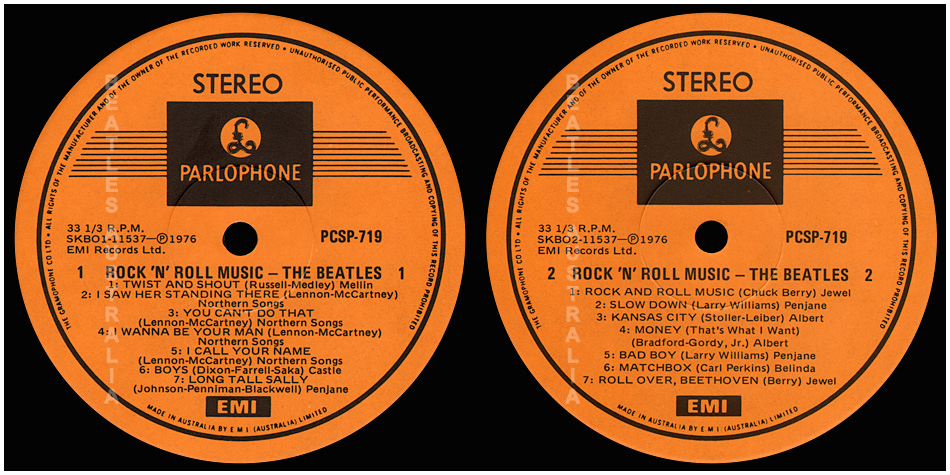 THE GRAMOPHONE CO LTD • ALL RIGHTS OF THE MANUFACTURER AND OF THE OWNER OF THE RECORDED WORK RESERVED • UNAUTHORISED PUBLIC PERFORMANCE BROADCASTING AND COPYING OF THIS RECORD PROHIBITED
STEREO
£
PARLOPHONE
33 1/3 R.P.M.
SKBO1-11537—Ⓟ1976
EMI Records Ltd.
PCSP-719
1 ROCK 'N' ROLL MUSIC – THE BEATLES 1
1: TWIST AND SHOUT (Russell-Medley) Mellin
2: I SAW HER STANDING THERE (Lennon-McCartney)
Northern Songs
3: YOU CAN'T DO THAT
(Lennon-McCartney) Northern Songs
4: I WANNA BE YOUR MAN (Lennon-McCartney)
Northern Songs
5: I CALL YOUR NAME
(Lennon-McCartney) Northern Songs
6: BOYS (Dixon-Farrell-Saka) Castle
7: LONG TALL SALLY
(Johnson-Penniman-Blackwell) Penjane
EMI
MADE IN AUSTRALIA BY E M I (AUSTRALIA) LIMITED
BEATLES AUSTRALIA
THE GRAMOPHONE CO LTD • ALL RIGHTS OF THE MANUFACTURER AND OF THE OWNER OF THE RECORDED WORK RESERVED • UNAUTHORISED PUBLIC PERFORMANCE BROADCASTING AND COPYING OF THIS RECORD PROHIBITED
STEREO
£
PARLOPHONE
33 1/3 R.P.M.
SKBO2-11537—Ⓟ1976
EMI Records Ltd.
PCSP-719
2 ROCK 'N' ROLL MUSIC – THE BEATLES 2
1: ROCK AND ROLL MUSIC (Chuck Berry) Jewel
2: SLOW DOWN (Larry Williams) Penjane
3: KANSAS CITY (Stoller-Leiber) Albert
4: MONEY (That's What I Want)
(Bradford-Gordy, Jr.) Albert
5: BAD BOY (Larry Williams) Penjane
6: MATCHBOX (Carl Perkins) Belinda
7: ROLL OVER, BEETHOVEN (Berry) Jewel
EMI
MADE IN AUSTRALIA BY E M I (AUSTRALIA) LIMITED
BEATLES AUSTRALIA